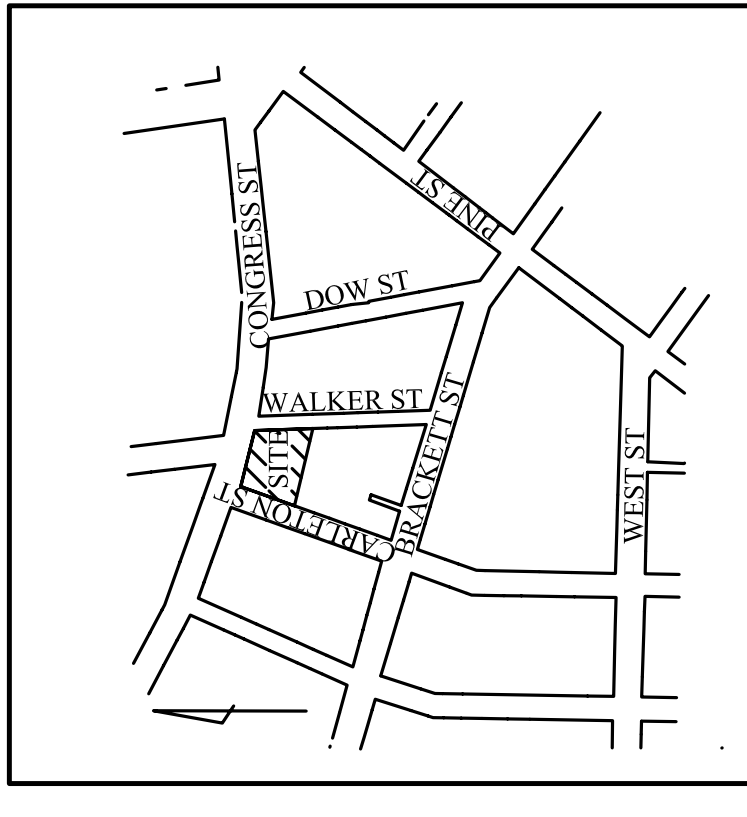 PINE ST
CONGRESS ST
DOW ST
WALKER ST
SITE
BRACKETT ST
WEST ST
CARLETON ST